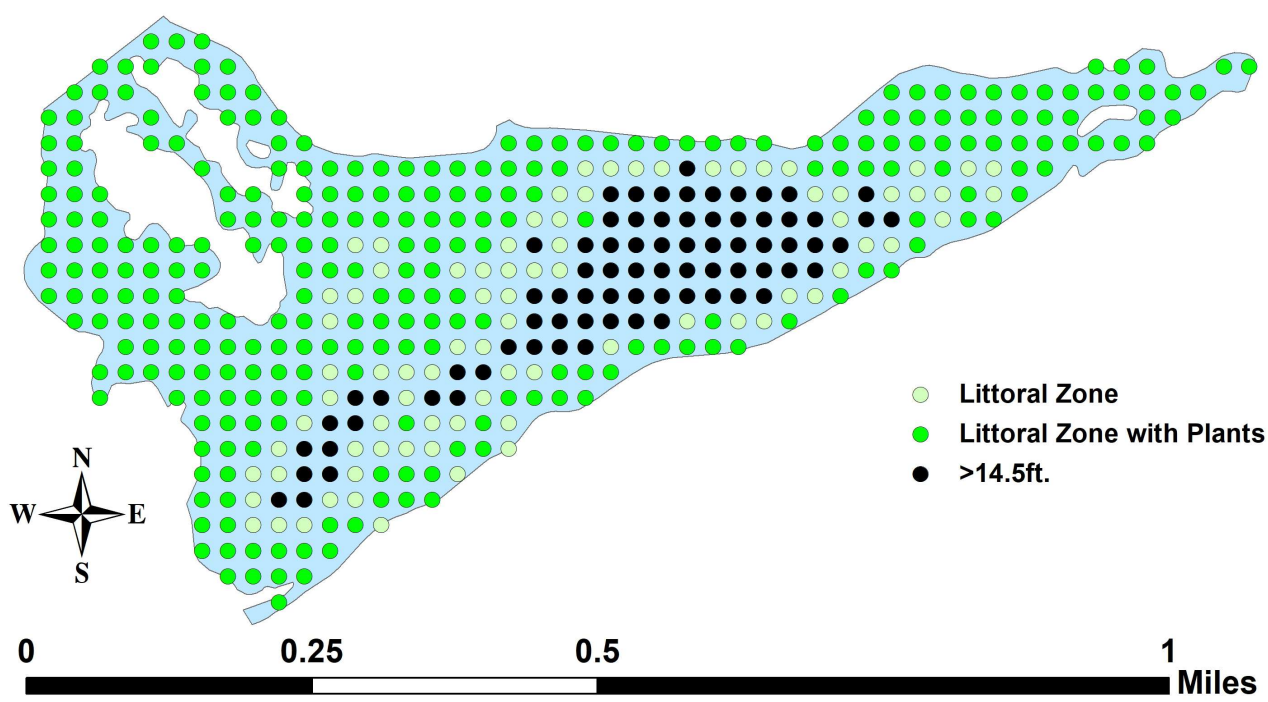 Littoral Zone
Littoral Zone with Plants
>14.5ft.
N
W E
S
0 0.25 0.5 1
Miles